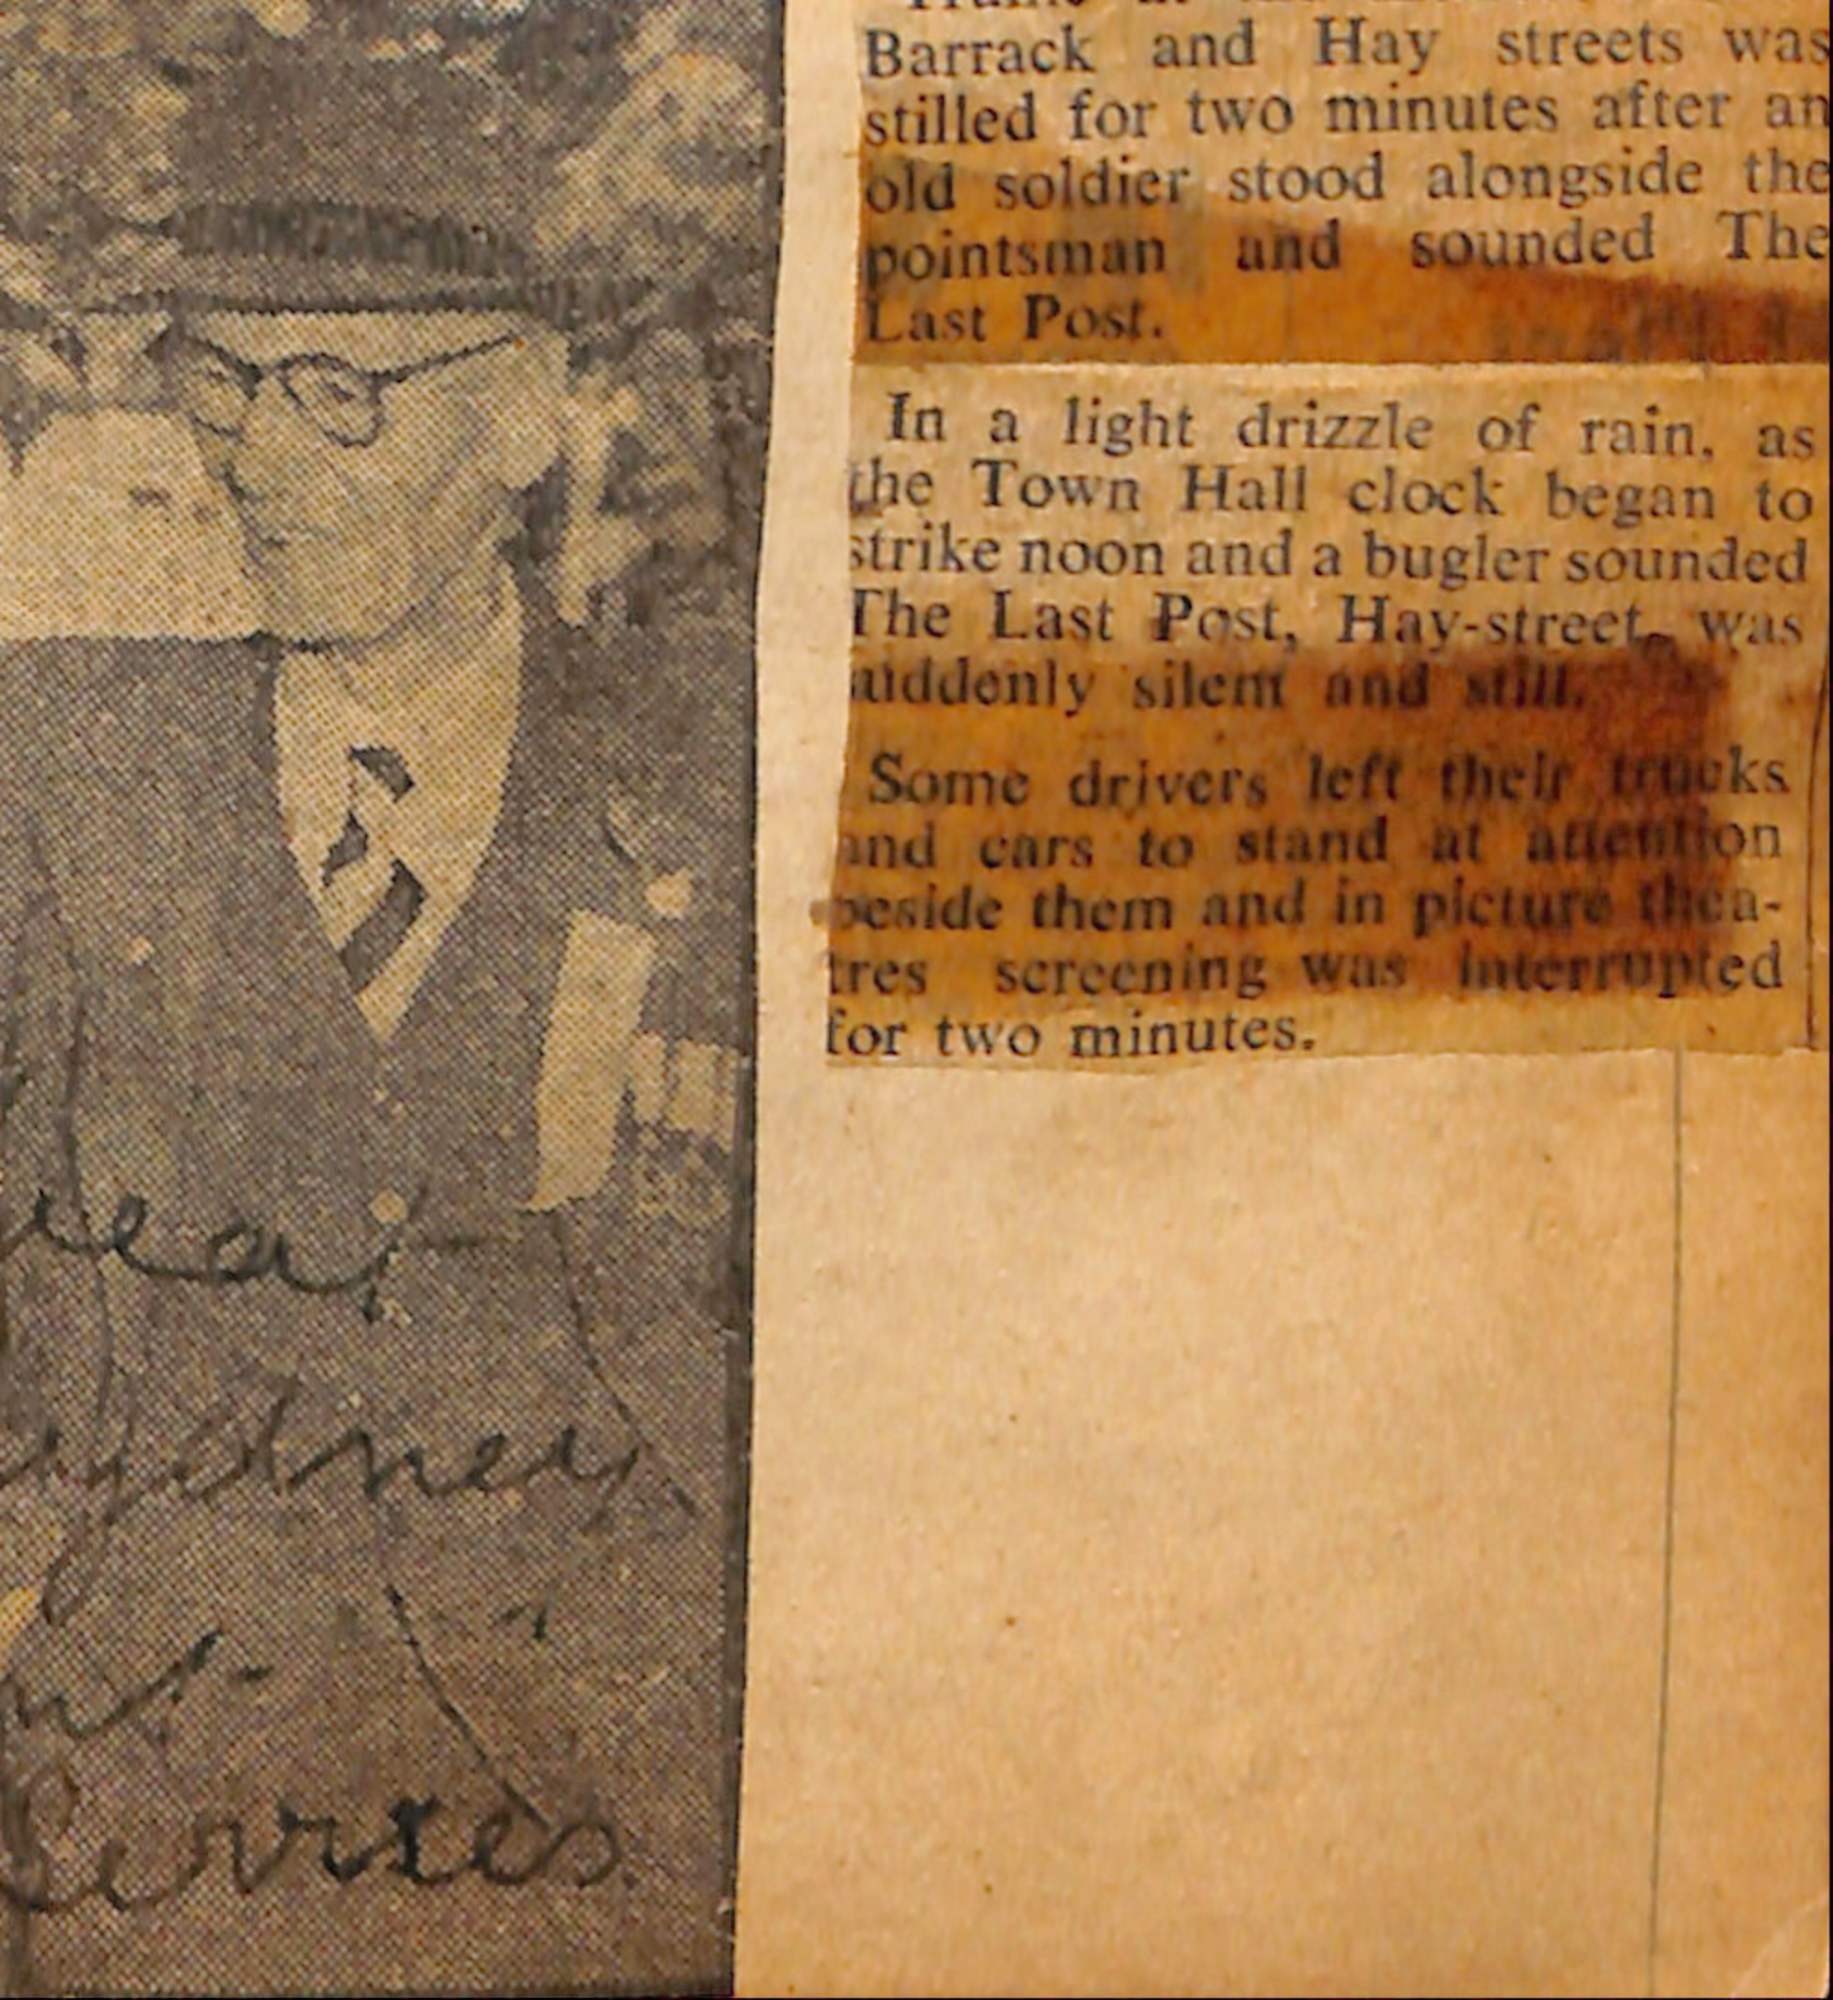 Barrack and Hay streets was
stilled for two minutes after an
old soldier stood alongside the
pointsman and sounded The
Last Post.
In a light drizzle of rain, as
the Town Hall clock began to
strike noon and a bugler sounded
The Last Post, Hay-street, was
suddenly silent and still.
Some drivers left their trucks
and cars to stand at attention
beside them and in picture thea-
tres screening was interrupted
for two minutes.
ydney